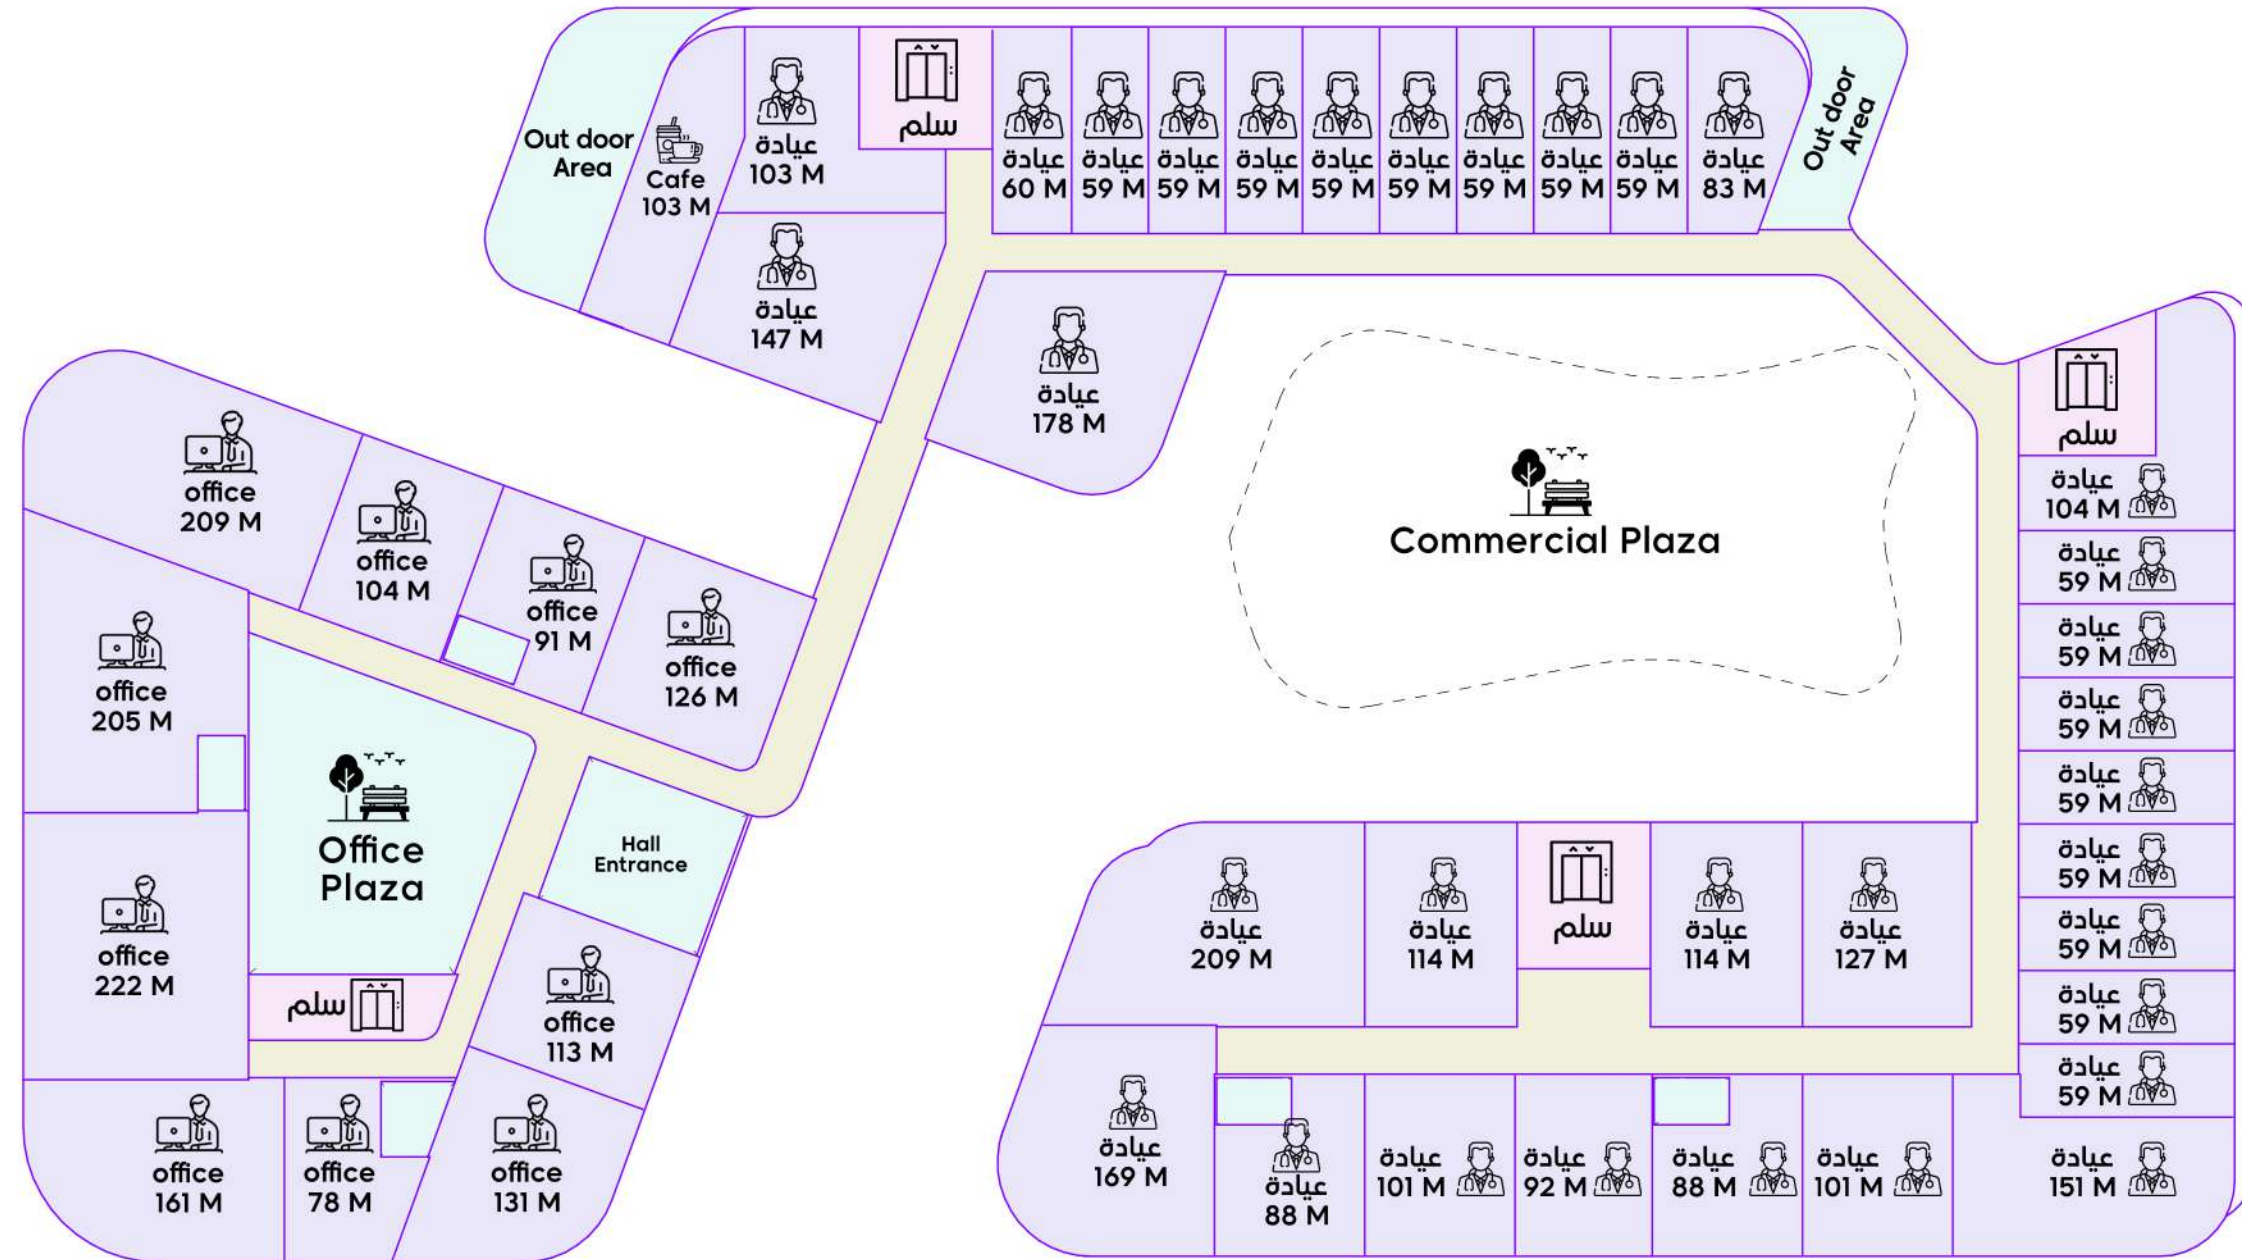 Out door
Area
Cafe
103 M
عيادة
103 M
سلم
عيادة
60 M
عيادة
59 M
عيادة
59 M
عيادة
59 M
عيادة
59 M
عيادة
59 M
عيادة
59 M
عيادة
59 M
عيادة
59 M
عيادة
83 M
Out door
Area
عيادة
147 M
عيادة
178 M
سلم
عيادة
104 M
عيادة
59 M
عيادة
59 M
عيادة
59 M
عيادة
59 M
عيادة
59 M
عيادة
59 M
عيادة
59 M
عيادة
59 M
عيادة
151 M
Commercial Plaza
office
209 M
office
104 M
office
91 M
office
126 M
office
205 M
Office
Plaza
Hall
Entrance
office
222 M
سلم
office
113 M
office
161 M
office
78 M
office
131 M
عيادة
209 M
عيادة
114 M
سلم
عيادة
114 M
عيادة
127 M
عيادة
169 M
عيادة
88 M
عيادة
101 M
عيادة
92 M
عيادة
88 M
عيادة
101 M